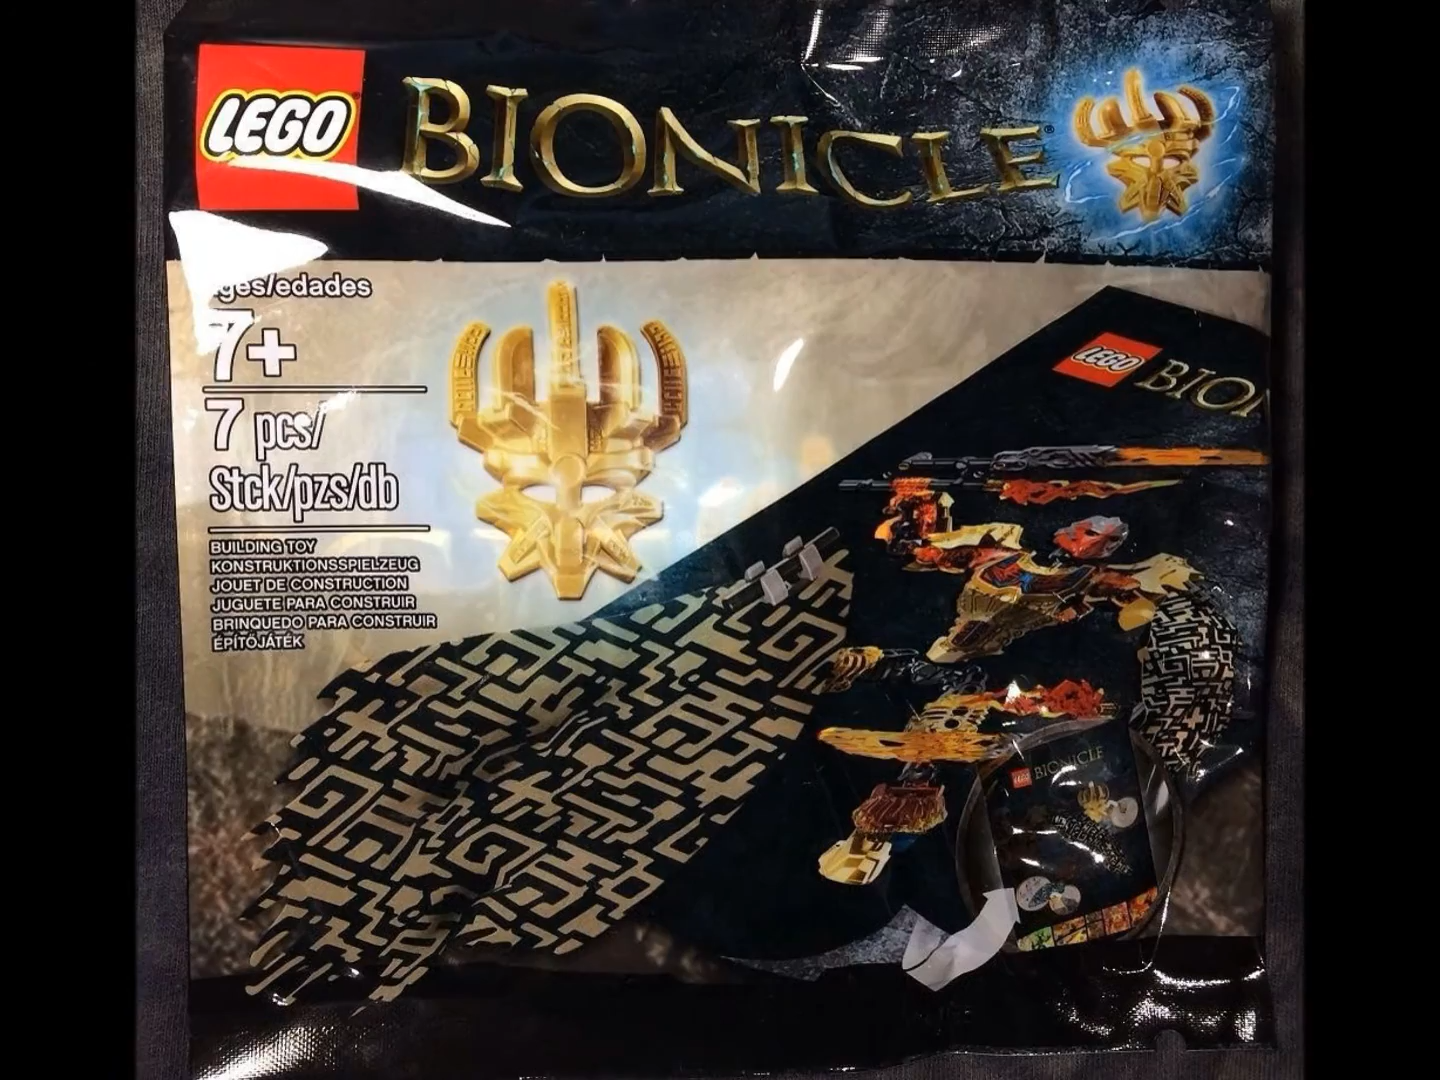 LEGO
BIONICLE®
ges/edades
7+
7 pcs/
Stck/pzs/db
BUILDING TOY
KONSTRUKTIONSSPIELZEUG
JOUET DE CONSTRUCTION
JUGUETE PARA CONSTRUIR
BRINQUEDO PARA CONSTRUIR
ÉPÍTŐJÁTÉK
LEGO BION
LEGO BIONICLE